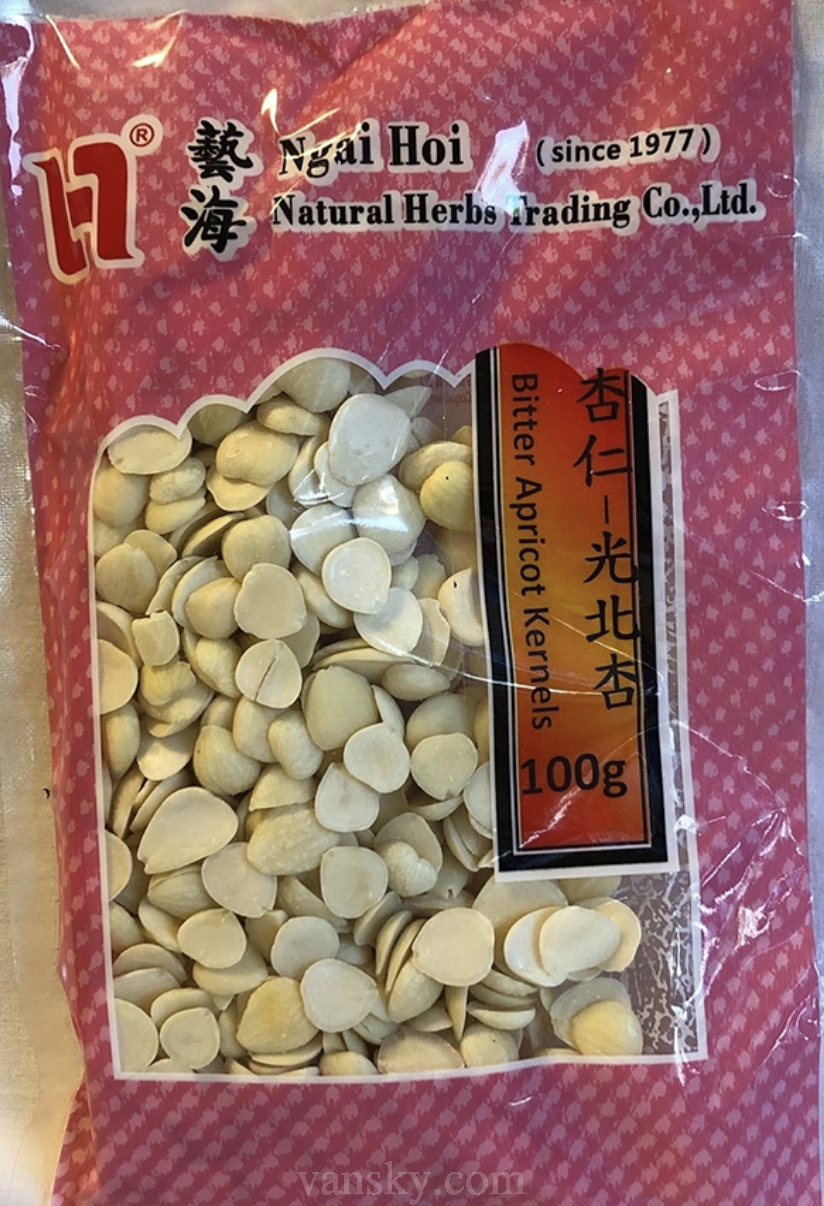 ®
藝海
Ngai Hoi (since 1977)
Natural Herbs Trading Co.,Ltd.
杏仁-光北杏
Bitter Apricot Kernels
100g
vansky.com